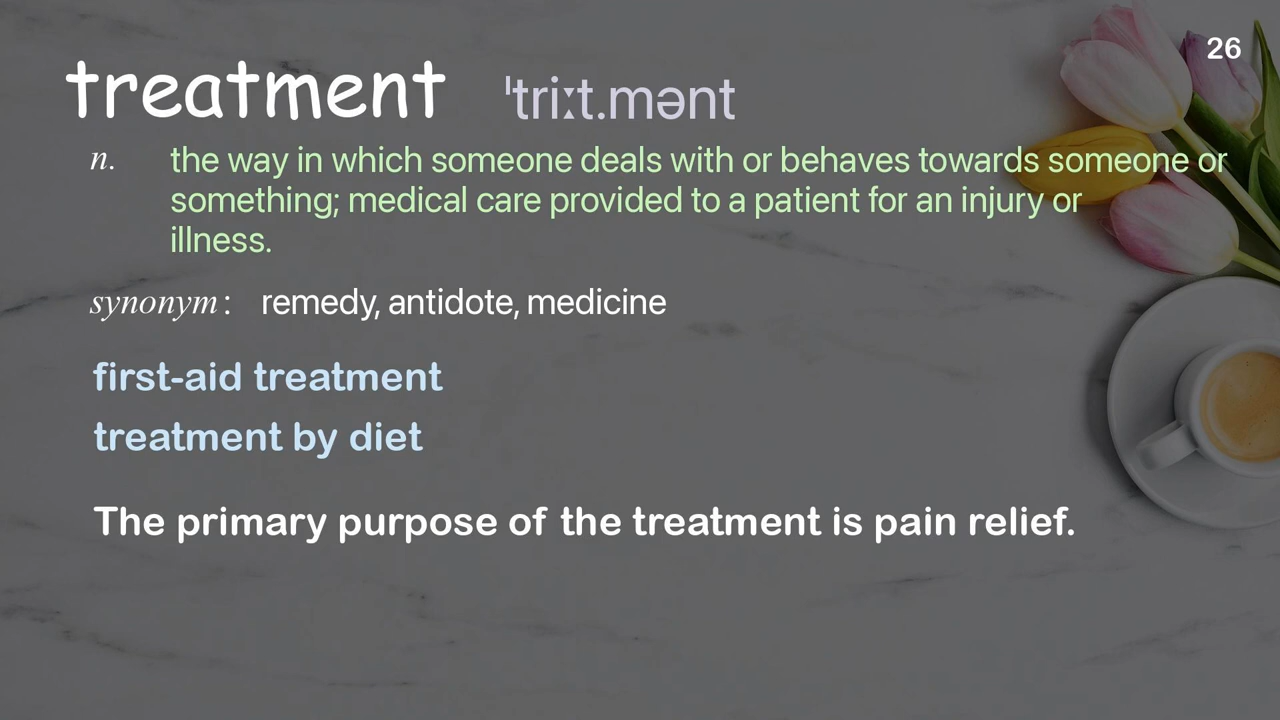 26
treatment ˈtriːt.mənt
n. the way in which someone deals with or behaves towards someone or
something; medical care provided to a patient for an injury or
illness.
synonym: remedy, antidote, medicine
first-aid treatment
treatment by diet
The primary purpose of the treatment is pain relief.